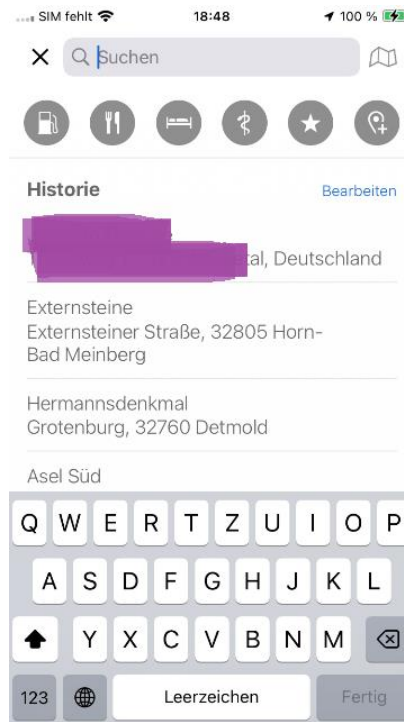 SIM fehlt 18:48 100 %
Suchen
Historie Bearbeiten
tal, Deutschland
Externsteine
Externsteiner Straße, 32805 Horn-
Bad Meinberg
Hermannsdenkmal
Grotenburg, 32760 Detmold
Asel Süd
Q W E R T Z U I O P
A S D F G H J K L
Y X C V B N M
123 Leerzeichen Fertig